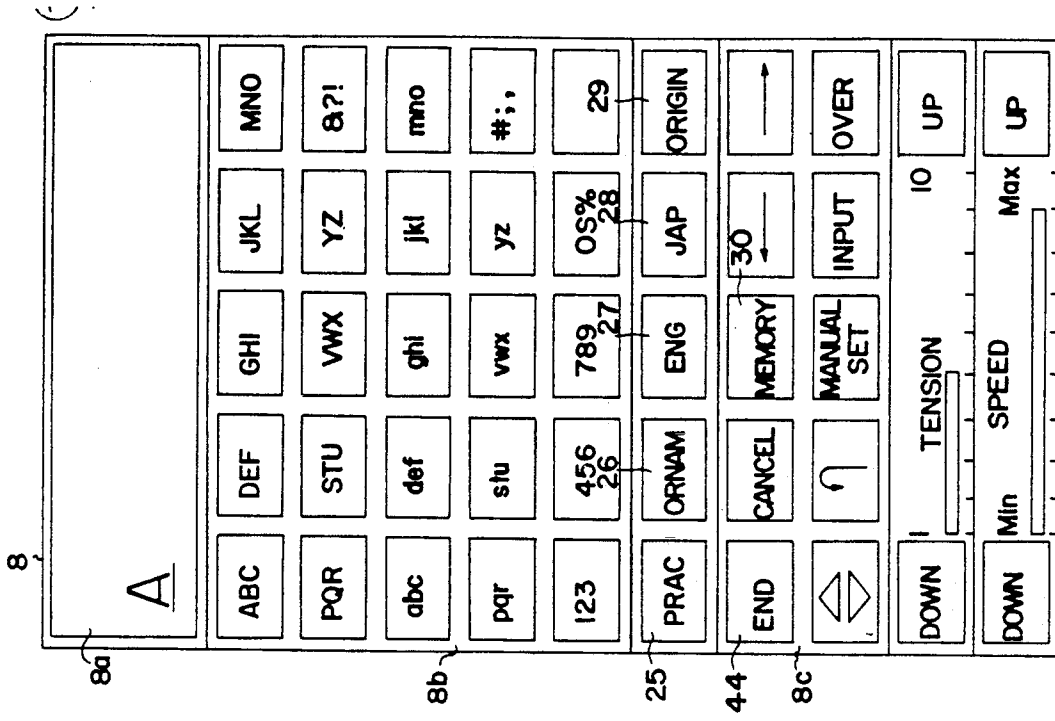 8
8a
A
ABC DEF GHI JKL MNO
PQR STU VWX YZ &?!
abc def ghi jkl mno
8b
pqr stu vwx yz #;,
123 456 789 0S%
26 27 28 29
25
PRAC ORNAM ENG JAP ORIGIN
44
END CANCEL MEMORY ← →
30
8c
MANUAL SET INPUT OVER
DOWN 1 TENSION 10 UP
DOWN Min SPEED Max UP